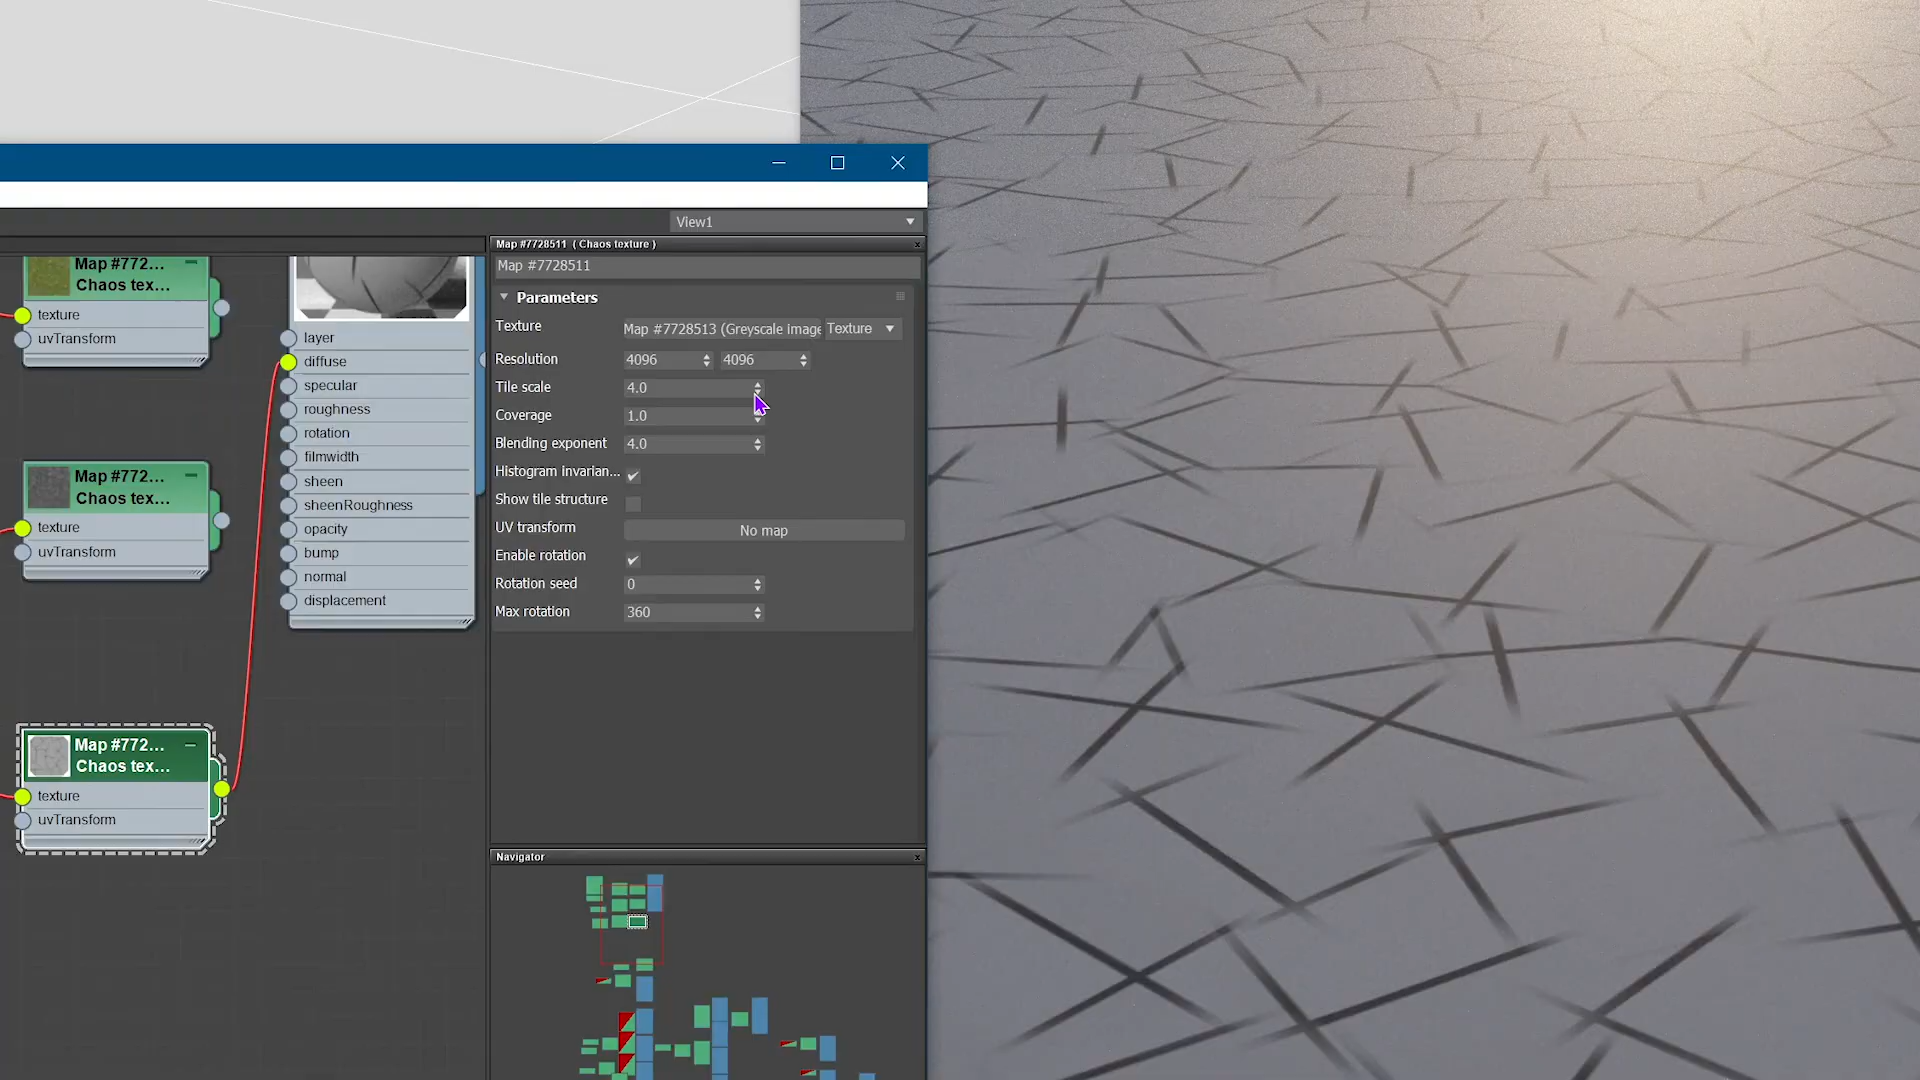 View1
Map #7728511 ( Chaos texture )
Map #7728511
Parameters
Texture
Map #7728513 (Greyscale image
Texture
Resolution
4096
4096
Tile scale
4.0
Coverage
1.0
Blending exponent
4.0
Histogram invarian...
Show tile structure
UV transform
No map
Enable rotation
Rotation seed
0
Max rotation
360
Map #772...
Chaos tex...
texture
uvTransform
Map #772...
Chaos tex...
texture
uvTransform
Map #772...
Chaos tex...
texture
uvTransform
layer
diffuse
specular
roughness
rotation
filmwidth
sheen
sheenRoughness
opacity
bump
normal
displacement
Navigator